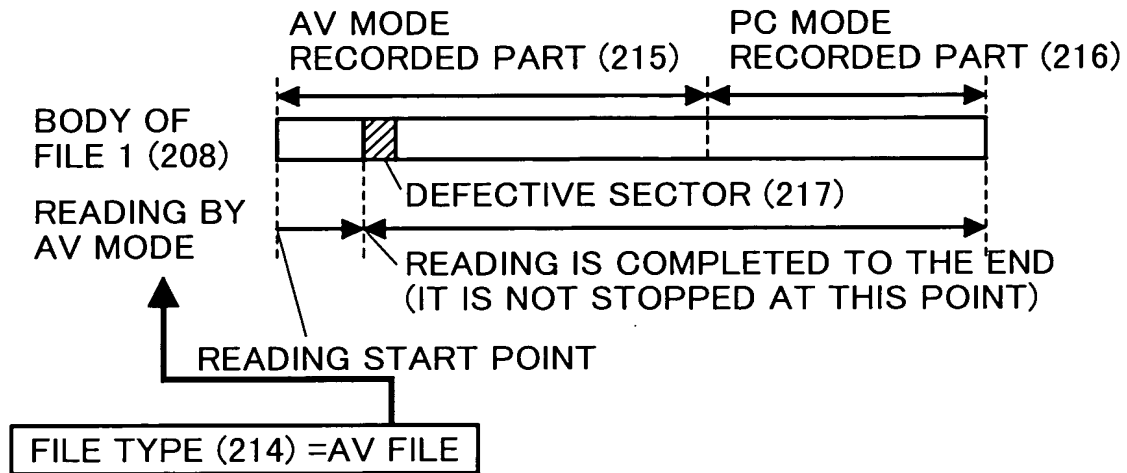 AV MODE
RECORDED PART (215)
PC MODE
RECORDED PART (216)
BODY OF
FILE 1 (208)
DEFECTIVE SECTOR (217)
READING BY
AV MODE
READING IS COMPLETED TO THE END
(IT IS NOT STOPPED AT THIS POINT)
READING START POINT
FILE TYPE (214) =AV FILE